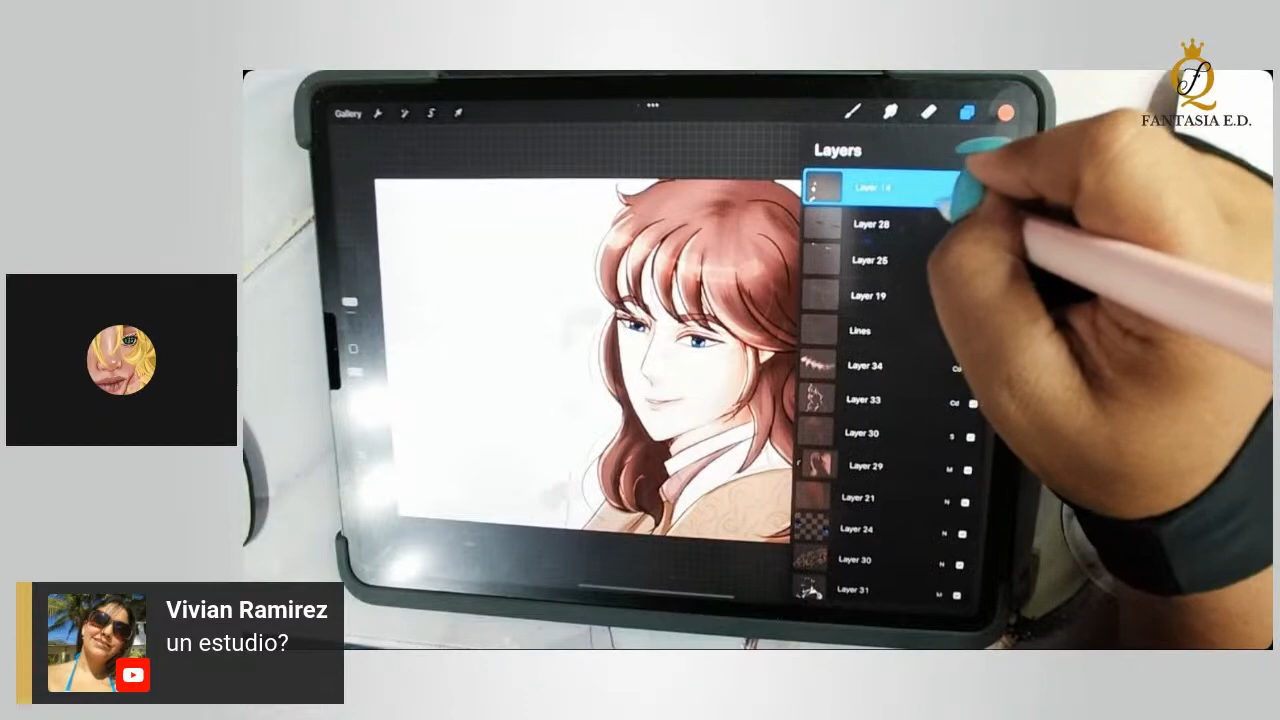 FANTASIA E.D.
Gallery
Layers
Layer 14
Layer 28
Layer 25
Layer 19
Lines
Layer 34
Layer 33 Cd
Layer 30 S
Layer 29 M
Layer 21 N
Layer 24 N
Layer 30 N
Layer 31 M
Vivian Ramirez
un estudio?